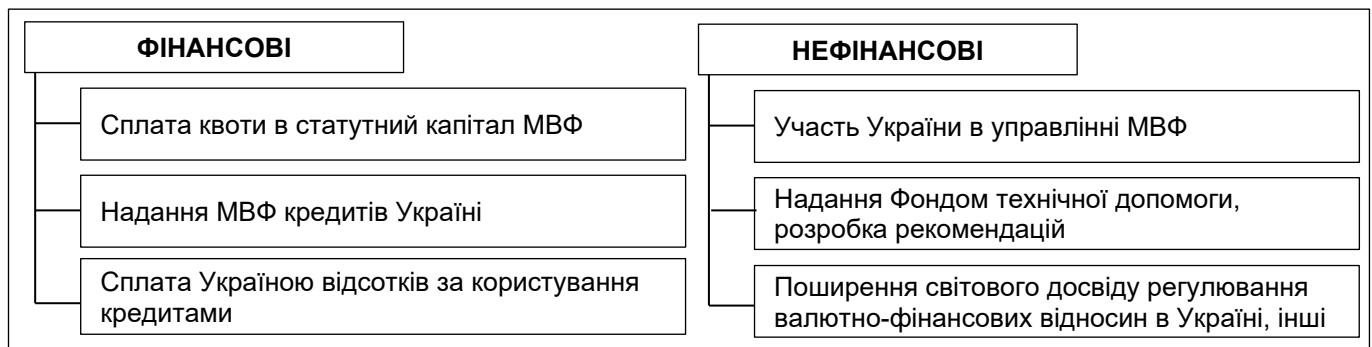 ФІНАНСОВІ
Сплата квоти в статутний капітал МВФ
Надання МВФ кредитів Україні
Сплата Україною відсотків за користування
кредитами
НЕФІНАНСОВІ
Участь України в управлінні МВФ
Надання Фондом технічної допомоги,
розробка рекомендацій
Поширення світового досвіду регулювання
валютно-фінансових відносин в Україні, інші